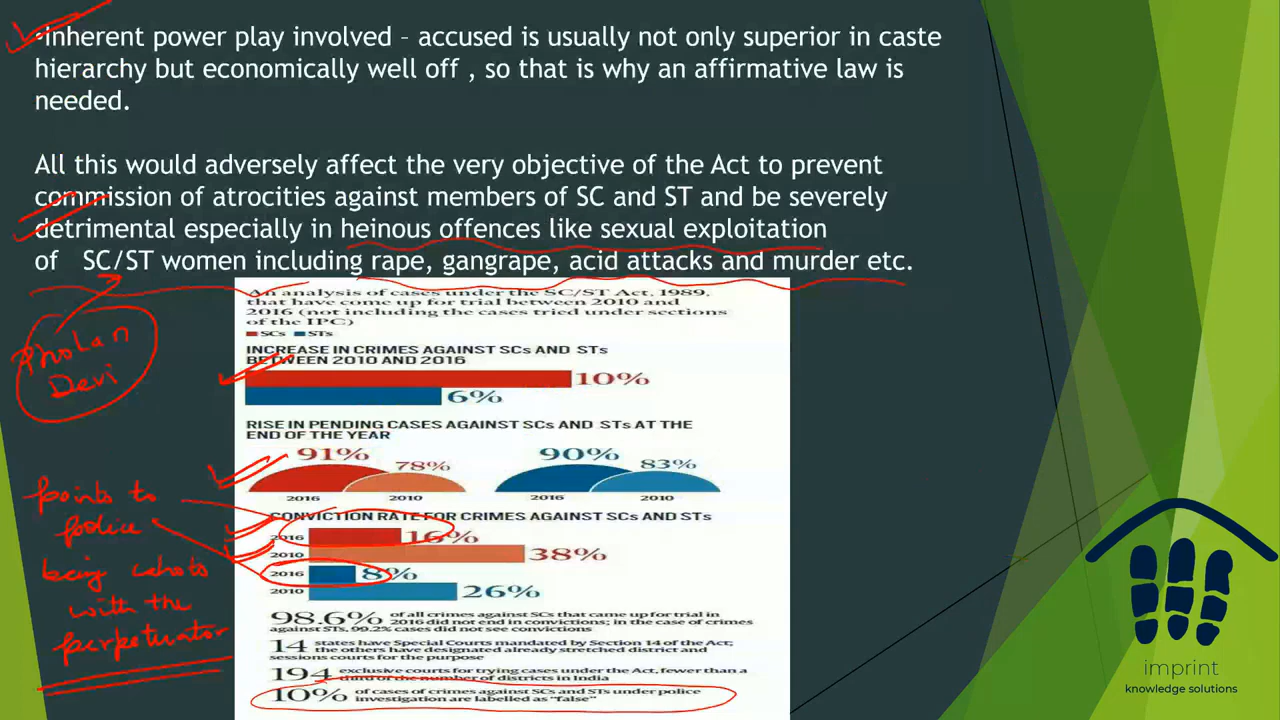 •Inherent power play involved – accused is usually not only superior in caste
hierarchy but economically well off , so that is why an affirmative law is
needed.
All this would adversely affect the very objective of the Act to prevent
commission of atrocities against members of SC and ST and be severely
detrimental especially in heinous offences like sexual exploitation
of SC/ST women including rape, gangrape, acid attacks and murder etc.
An analysis of cases under the SC/ST Act, 1989,
that have come up for trial between 2010 and
2016 (not including the cases tried under sections
of the IPC)
SCs STs
INCREASE IN CRIMES AGAINST SCs AND STs
BETWEEN 2010 AND 2016
10%
6%
Devi
RISE IN PENDING CASES AGAINST SCs AND STs AT THE
END OF THE YEAR
91% 78% 90% 83%
2016 2010 2016 2010
points to
police
being
with the
perpetuator
CONVICTION RATE FOR CRIMES AGAINST SCs AND STs
2016 16%
2010 38%
2016 8%
2010 26%
98.6% of all crimes against SCs that came up for trial in
2016 did not end in convictions; in the case of crimes
against STs, 99.2% cases did not see convictions
14 states have Special Courts mandated by Section 14 of the Act;
the others have designated already stretched district and
sessions courts for the purpose
194 exclusive courts for trying cases under the Act, fewer than a
third of the number of districts in India
10% of cases of crimes against SCs and STs under police
investigation are labelled as "false"
imprint
knowledge solutions